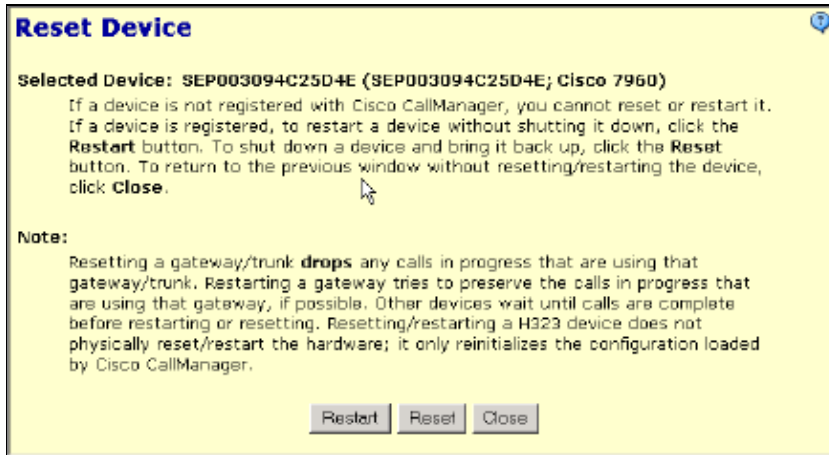 Reset Device
Selected Device: SEP003094C25D4E (SEP003094C25D4E; Cisco 7960)
If a device is not registered with Cisco CallManager, you cannot reset or restart it.
If a device is registered, to restart a device without shutting it down, click the
Restart button. To shut down a device and bring it back up, click the Reset
button. To return to the previous window without resetting/restarting the device,
click Close.
Note:
Resetting a gateway/trunk drops any calls in progress that are using that
gateway/trunk. Restarting a gateway tries to preserve the calls in progress that
are using that gateway, if possible. Other devices wait until calls are complete
before restarting or resetting. Resetting/restarting a H323 device does not
physically reset/restart the hardware; it only reinitializes the configuration loaded
by Cisco CallManager.
Restart Reset Close